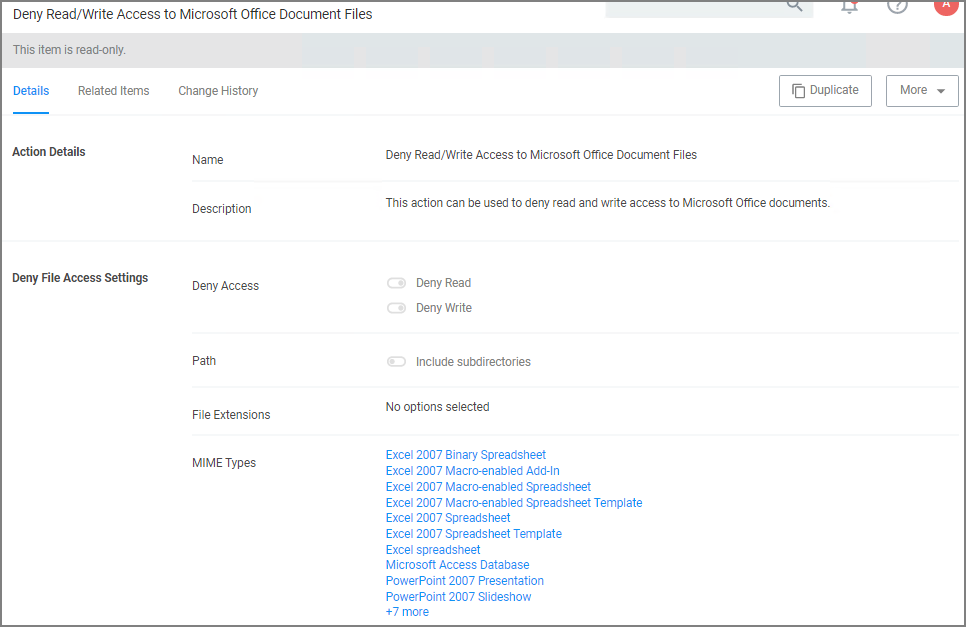 Deny Read/Write Access to Microsoft Office Document Files
A
This item is read-only.
Details Related Items Change History Duplicate More
Action Details
Name Deny Read/Write Access to Microsoft Office Document Files
Description This action can be used to deny read and write access to Microsoft Office documents.
Deny File Access Settings
Deny Access Deny Read
Deny Write
Path Include subdirectories
File Extensions No options selected
MIME Types Excel 2007 Binary Spreadsheet
Excel 2007 Macro-enabled Add-In
Excel 2007 Macro-enabled Spreadsheet
Excel 2007 Macro-enabled Spreadsheet Template
Excel 2007 Spreadsheet
Excel 2007 Spreadsheet Template
Excel spreadsheet
Microsoft Access Database
PowerPoint 2007 Presentation
PowerPoint 2007 Slideshow
+7 more